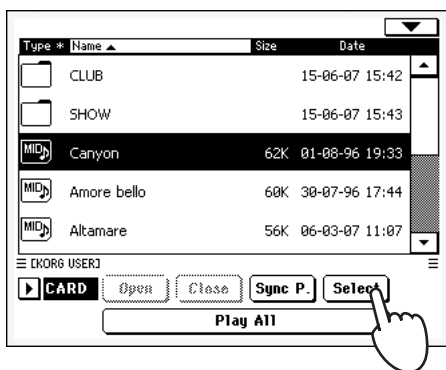 Type * Name ▲ Size Date
CLUB 15-06-07 15:42
SHOW 15-06-07 15:43
MID Canyon 62K 01-08-96 19:33
MID Amore bello 60K 30-07-96 17:44
MID Altamare 56K 06-03-07 11:07
[KORG USER]
CARD Open Close Sync P. Select
Play All